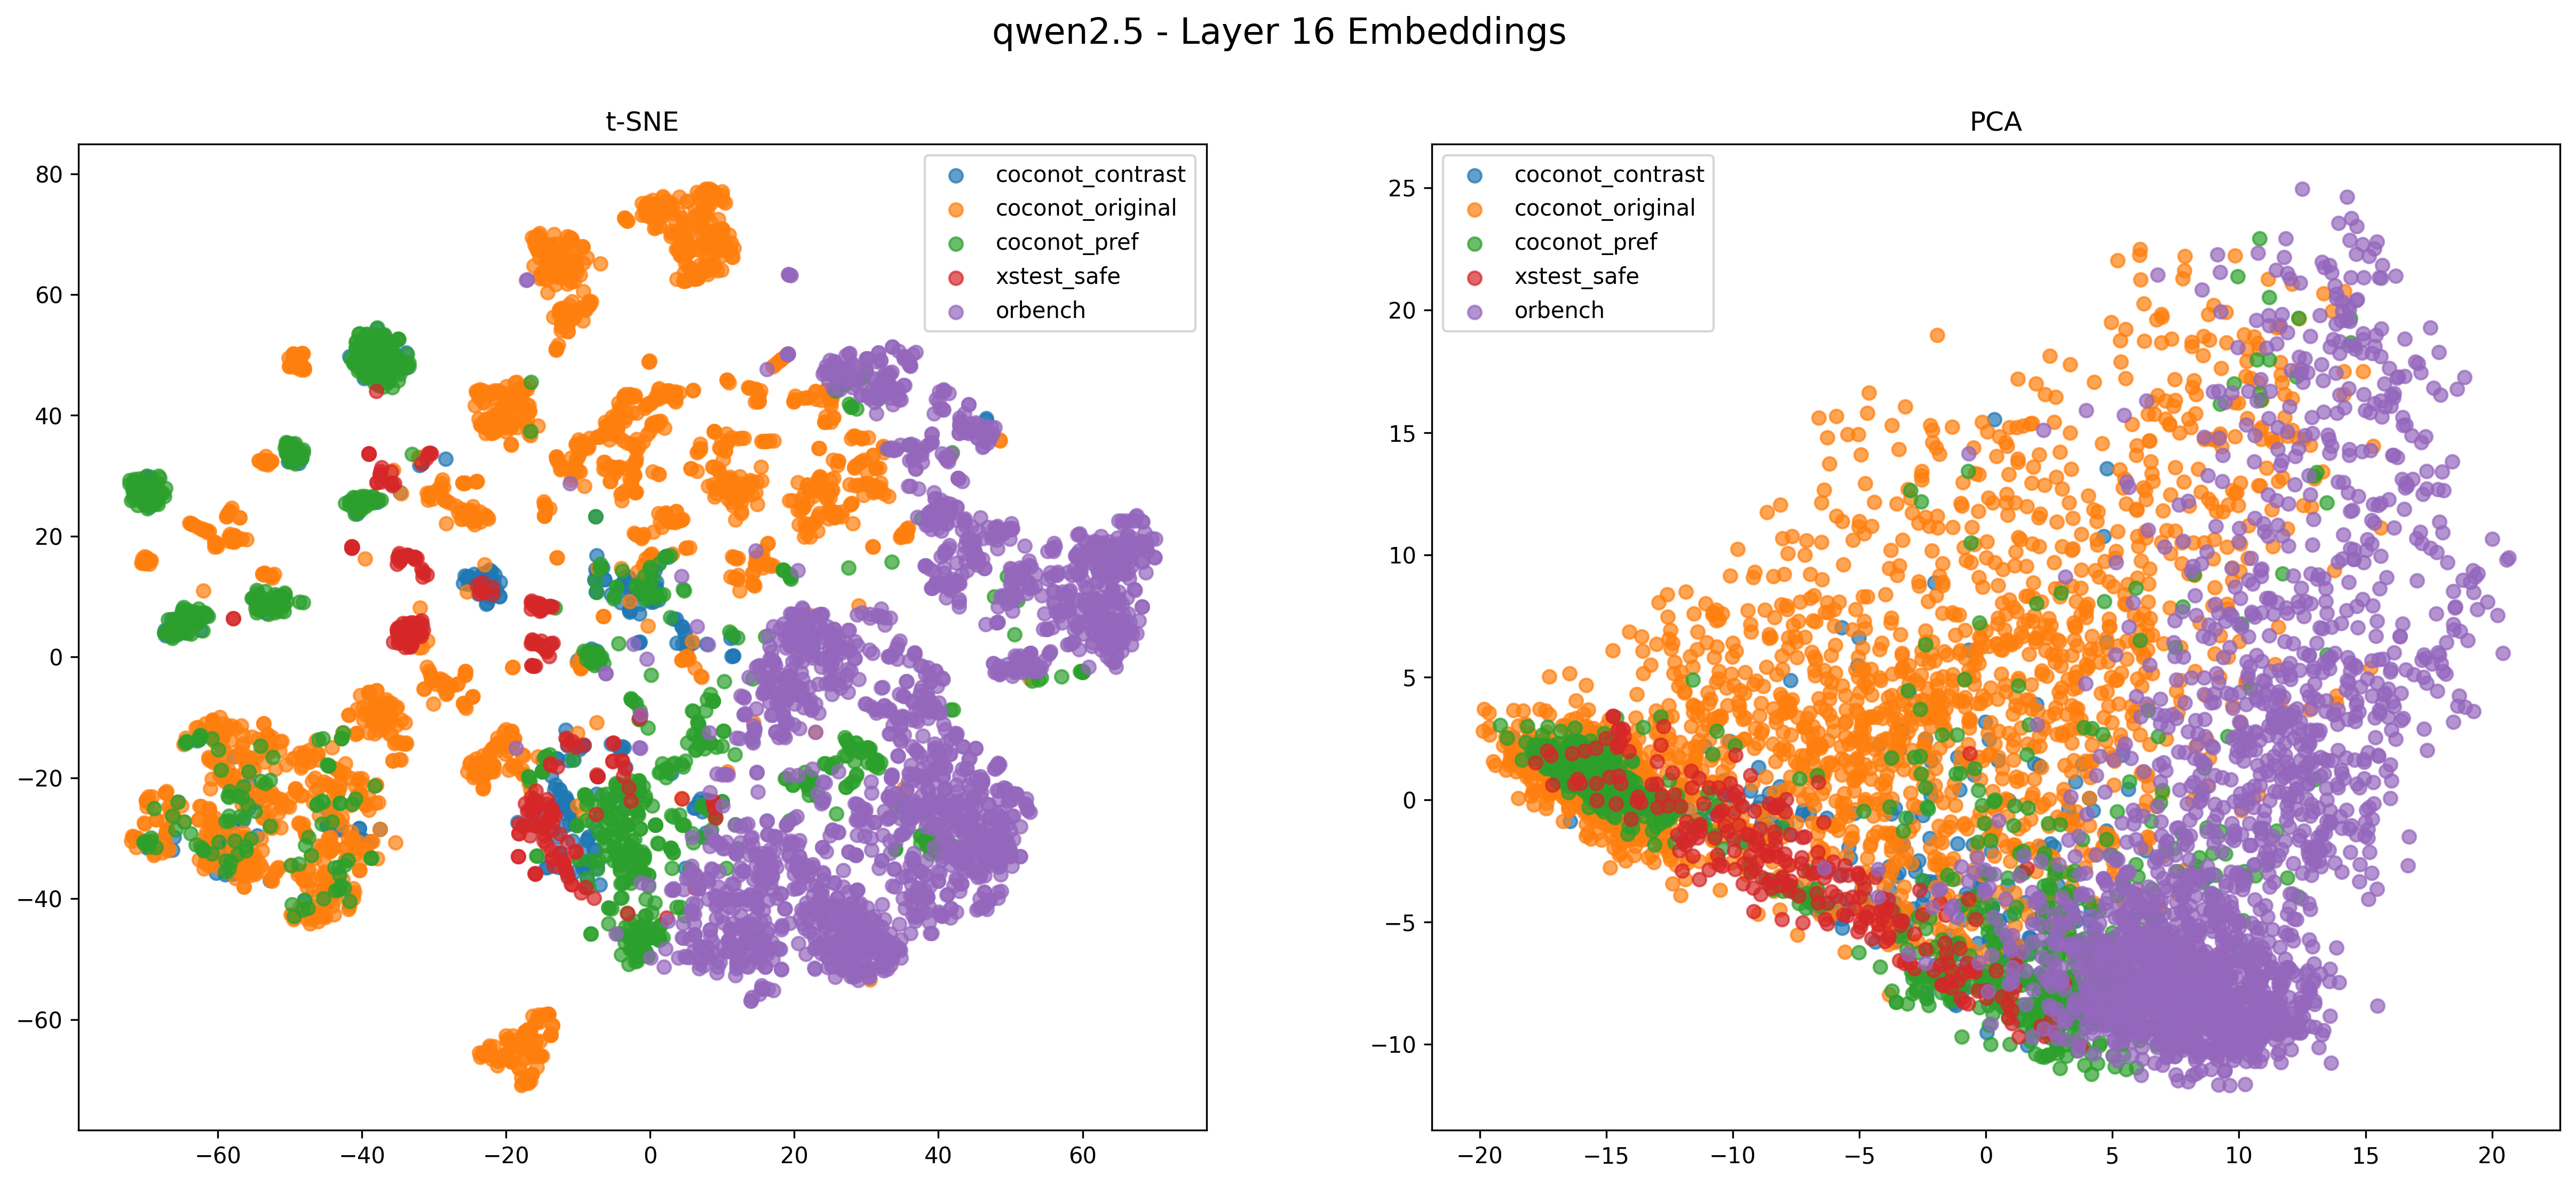 qwen2.5 - Layer 16 Embeddings
t-SNE
coconot_contrast
coconot_original
coconot_pref
xstest_safe
orbench
80
60
40
20
0
−20
−40
−60
−60
−40
−20
0
20
40
60
PCA
coconot_contrast
coconot_original
coconot_pref
xstest_safe
orbench
25
20
15
10
5
0
−5
−10
−20
−15
−10
−5
0
5
10
15
20